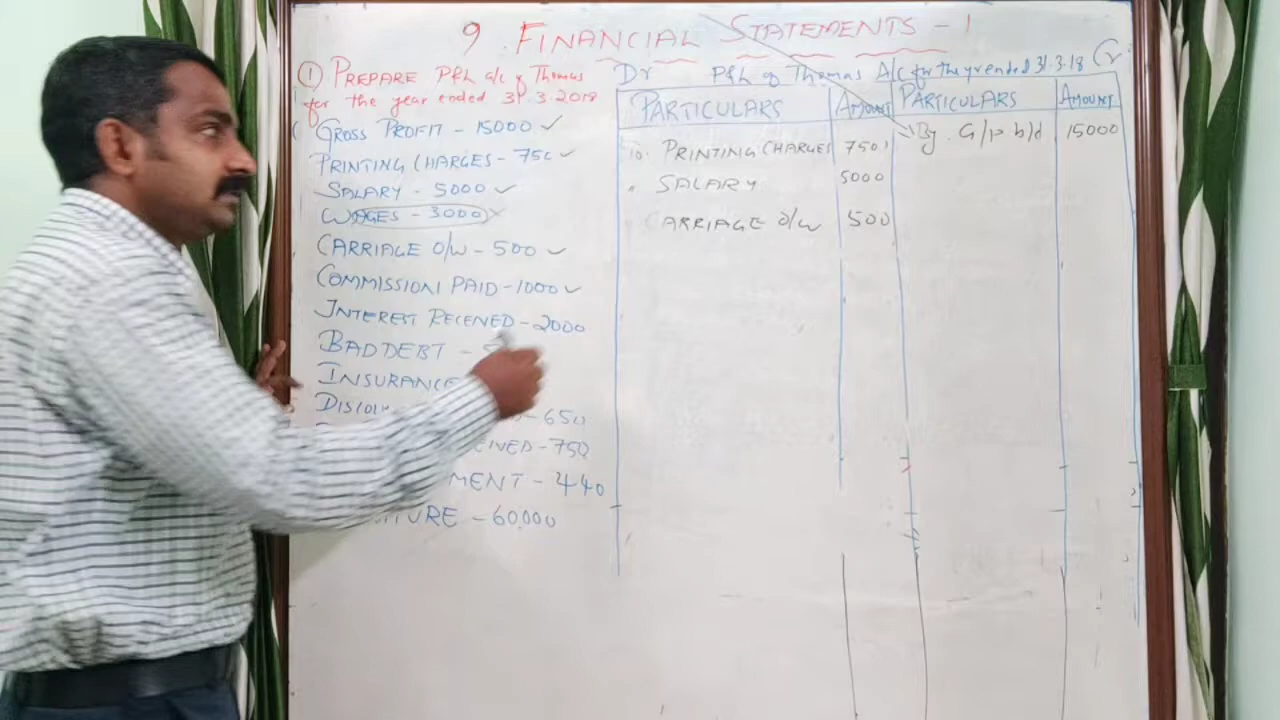 9 FINANCIAL STATEMENTS - 1
① PREPARE P&L a/c of Thomas
for the year ended 31.3.2018
GROSS PROFIT - 15000 ✓
PRINTING CHARGES - 750 ✓
SALARY - 5000 ✓
WAGES - 3000 ×
CARRIAGE O/W - 500 ✓
COMMISSION PAID - 1000 ✓
INTEREST RECEIVED - 2000
BAD DEBT -
INSURANCE
- 650
- 750
MENT - 440
TURE - 60,000
Dr P&L of Thomas A/c for the yr ended 31.3.18 Cr
PARTICULARS AMOUNT PARTICULARS AMOUNT
To PRINTING CHARGES 750 By G/P b/d 15000
SALARY 5000
CARRIAGE O/W 500